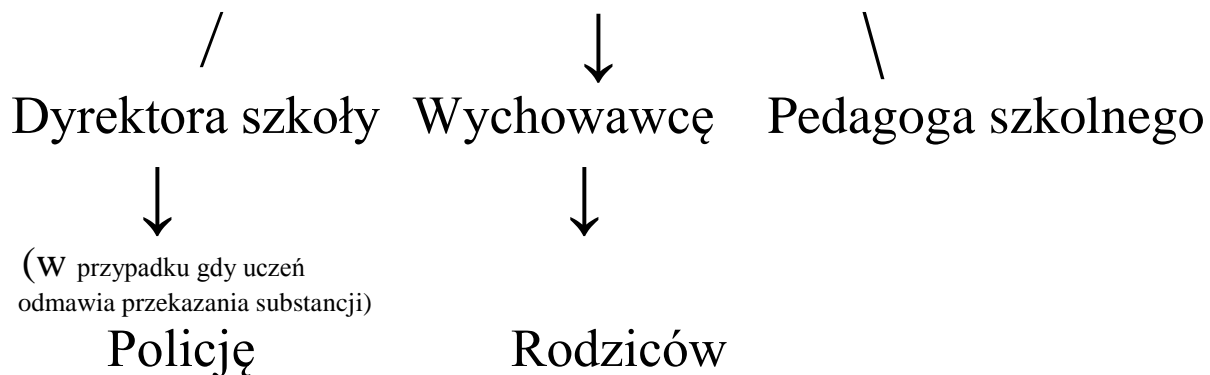 Dyrektora szkoły Wychowawcę Pedagoga szkolnego
(w przypadku gdy uczeń
odmawia przekazania substancji)
Policję Rodziców